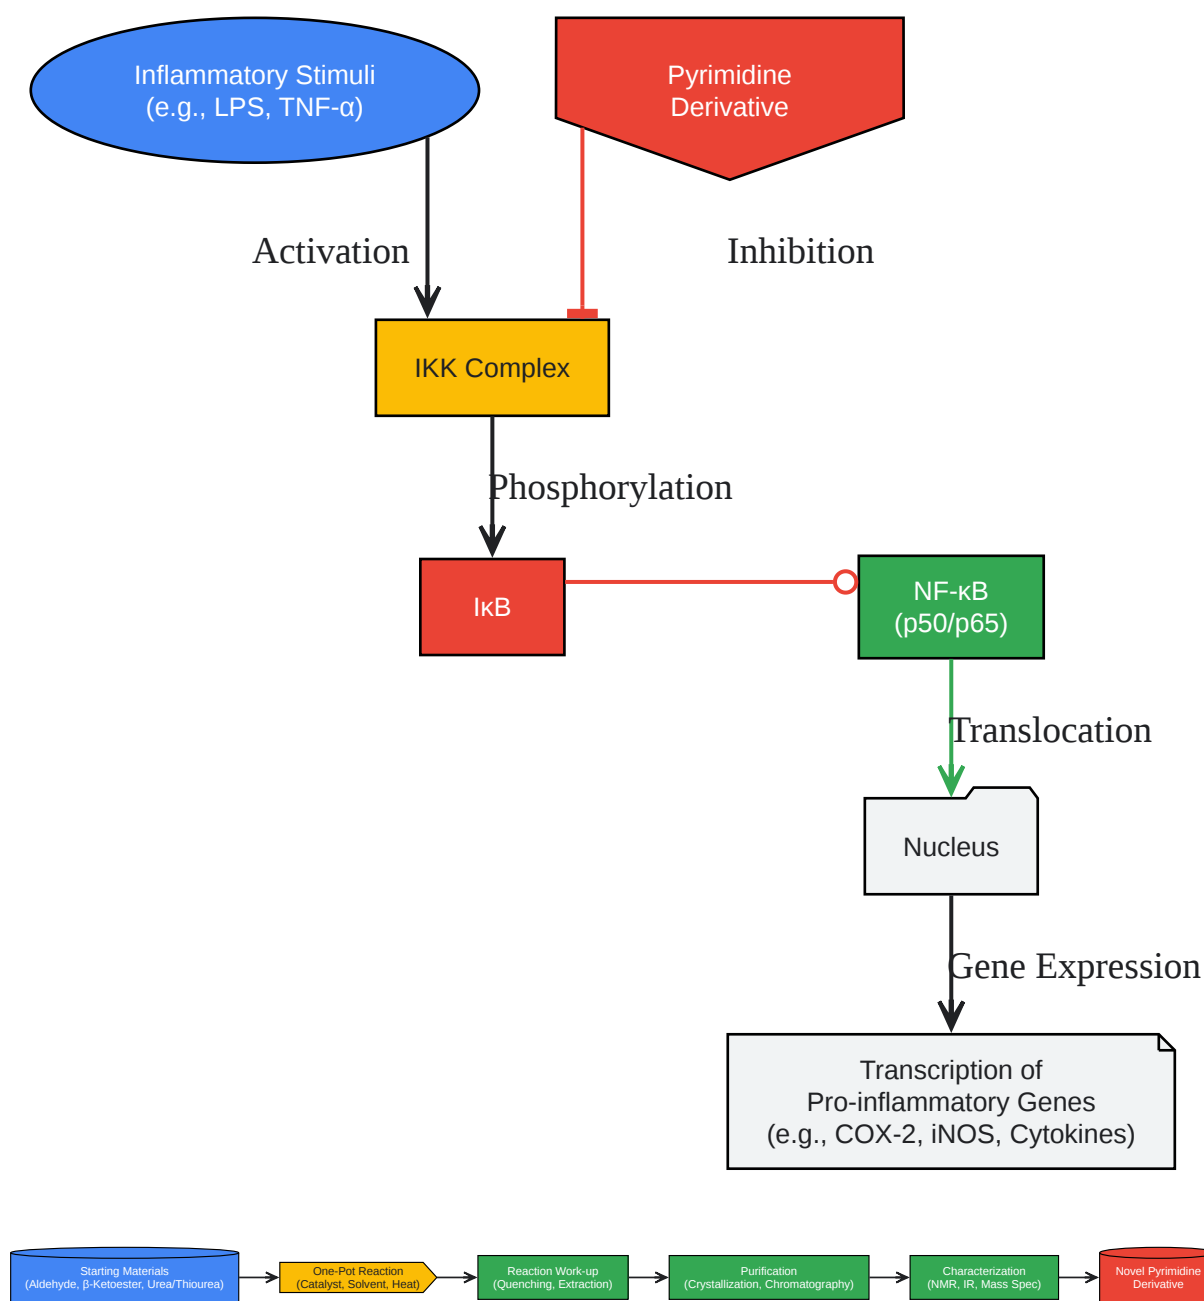 Inflammatory Stimuli
(e.g., LPS, TNF-α)
Pyrimidine
Derivative
Activation
Inhibition
IKK Complex
Phosphorylation
IκB
NF-κB
(p50/p65)
Translocation
Nucleus
Gene Expression
Transcription of
Pro-inflammatory Genes
(e.g., COX-2, iNOS, Cytokines)
Starting Materials
(Aldehyde, β-Ketoester, Urea/Thiourea)
One-Pot Reaction
(Catalyst, Solvent, Heat)
Reaction Work-up
(Quenching, Extraction)
Purification
(Crystallization, Chromatography)
Characterization
(NMR, IR, Mass Spec)
Novel Pyrimidine
Derivative